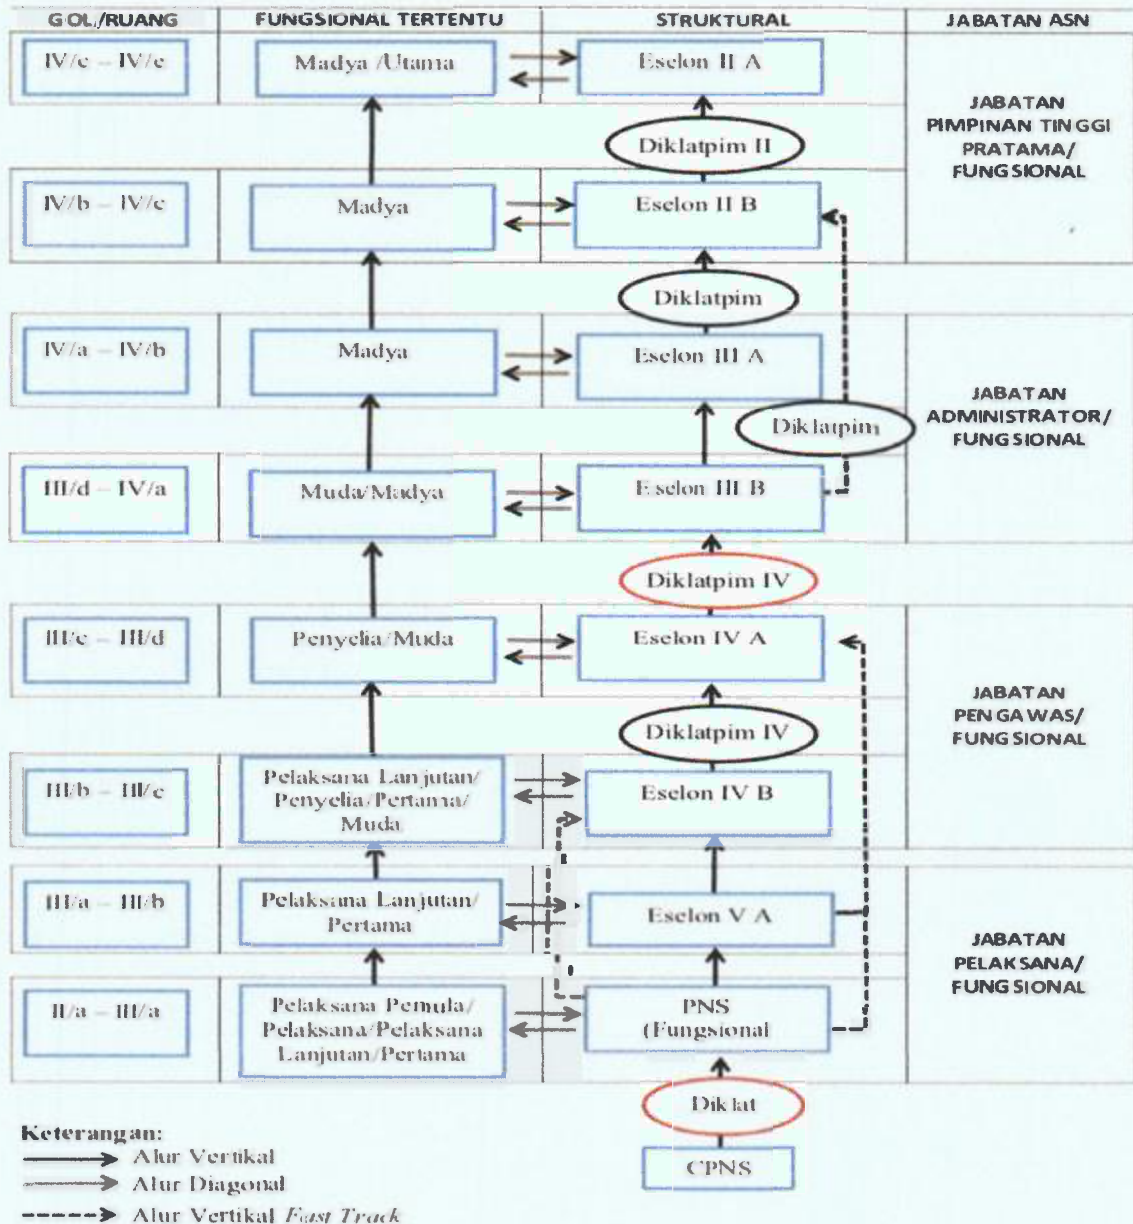 GOL./RUANG FUNGSIONAL TERTENTU STRUKTURAL JABATAN ASN
IV/c – IV/e Madya /Utama Eselon II A
JABATAN
PIMPINAN TINGGI
PRATAMA/
FUNGSIONAL
Diklatpim II
IV/b – IV/c Madya Eselon II B
Diklatpim
IV/a – IV/b Madya Eselon III A
JABATAN
ADMINISTRATOR/
FUNGSIONAL
Diklatpim
III/d – IV/a Muda/Madya Eselon III B
Diklatpim IV
III/c – III/d Penyelia/Muda Eselon IV A
JABATAN
PENGAWAS/
FUNGSIONAL
Diklatpim IV
III/b – III/c
Pelaksana Lanjutan/
Penyelia/Pertama/
Muda
Eselon IV B
III/a – III/b
Pelaksana Lanjutan/
Pertama
Eselon V A
JABATAN
PELAKSANA/
FUNGSIONAL
II/a – III/a
Pelaksana Pemula/
Pelaksana/Pelaksana
Lanjutan/Pertama
PNS
(Fungsional
Diklat
CPNS
Keterangan:
Alur Vertikal
Alur Diagonal
Alur Vertikal Fast Track